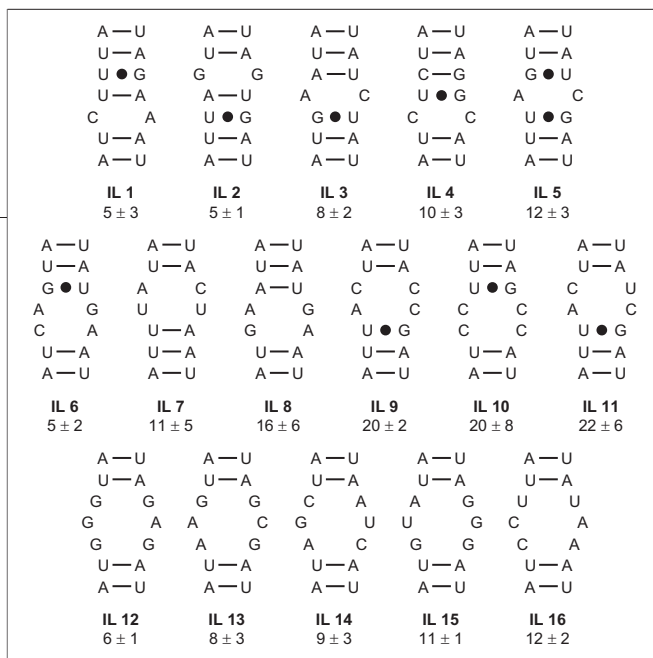 A—U A—U A—U A—U A—U
U—A U—A U—A U—A U—A
U●G G G A—U C—G G●U
U—A A—U A C U●G A C
C A U●G G●U C C U●G
U—A U—A U—A U—A U—A
A—U A—U A—U A—U A—U
IL 1 IL 2 IL 3 IL 4 IL 5
5 ± 3 5 ± 1 8 ± 2 10 ± 3 12 ± 3
A—U A—U A—U A—U A—U A—U
U—A U—A U—A U—A U—A U—A
G●U A C A—U C C U●G C U
A G U U A G A C C C A C
C A U—A G A U●G C C U●G
U—A U—A U—A U—A U—A U—A
A—U A—U A—U A—U A—U A—U
IL 6 IL 7 IL 8 IL 9 IL 10 IL 11
5 ± 2 11 ± 5 16 ± 6 20 ± 2 20 ± 8 22 ± 6
A—U A—U A—U A—U A—U
U—A U—A U—A U—A U—A
G G G G C A A G U U
G A A C G U U G C A
G G A G A C G G C A
U—A U—A U—A U—A U—A
A—U A—U A—U A—U A—U
IL 12 IL 13 IL 14 IL 15 IL 16
6 ± 1 8 ± 3 9 ± 3 11 ± 1 12 ± 2